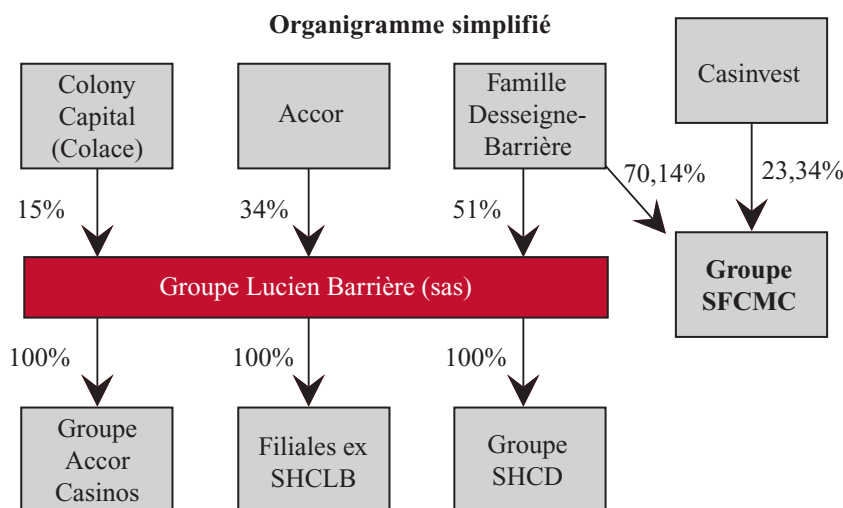 Organigramme simplifié
Colony
Capital
(Colace)
Accor
Famille
Desseigne-
Barrière
Casinvest
15%
34%
51%
70,14%
23,34%
Groupe Lucien Barrière (sas)
Groupe
SFCMC
100%
100%
100%
Groupe
Accor
Casinos
Filiales ex
SHCLB
Groupe
SHCD